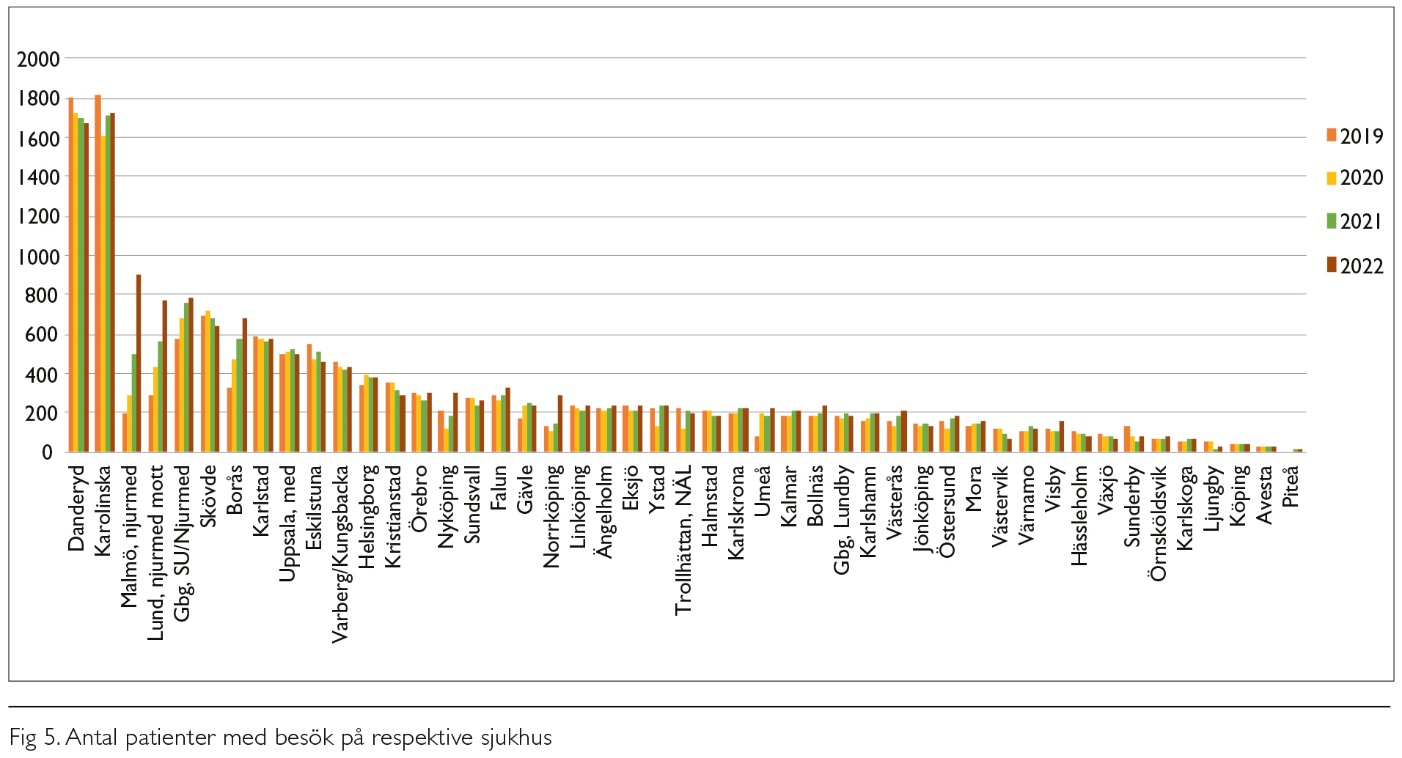 2000
1800
1600
1400
1200
1000
800
600
400
200
0
2019
2020
2021
2022
Danderyd
Karolinska
Malmö, njurmed
Lund, njurmed mott
Gbg, SU/Njurmed
Skövde
Borås
Karlstad
Uppsala, med
Eskilstuna
Varberg/Kungsbacka
Helsingborg
Kristianstad
Örebro
Nyköping
Sundsvall
Falun
Gävle
Norrköping
Linköping
Ängelholm
Eksjö
Ystad
Trollhättan, NÄL
Halmstad
Karlskrona
Umeå
Kalmar
Bollnäs
Gbg, Lundby
Karlshamn
Västerås
Jönköping
Östersund
Mora
Västervik
Värnamo
Visby
Hässleholm
Växjö
Sunderby
Örnsköldsvik
Karlskoga
Ljungby
Köping
Avesta
Piteå
Fig 5. Antal patienter med besök på respektive sjukhus